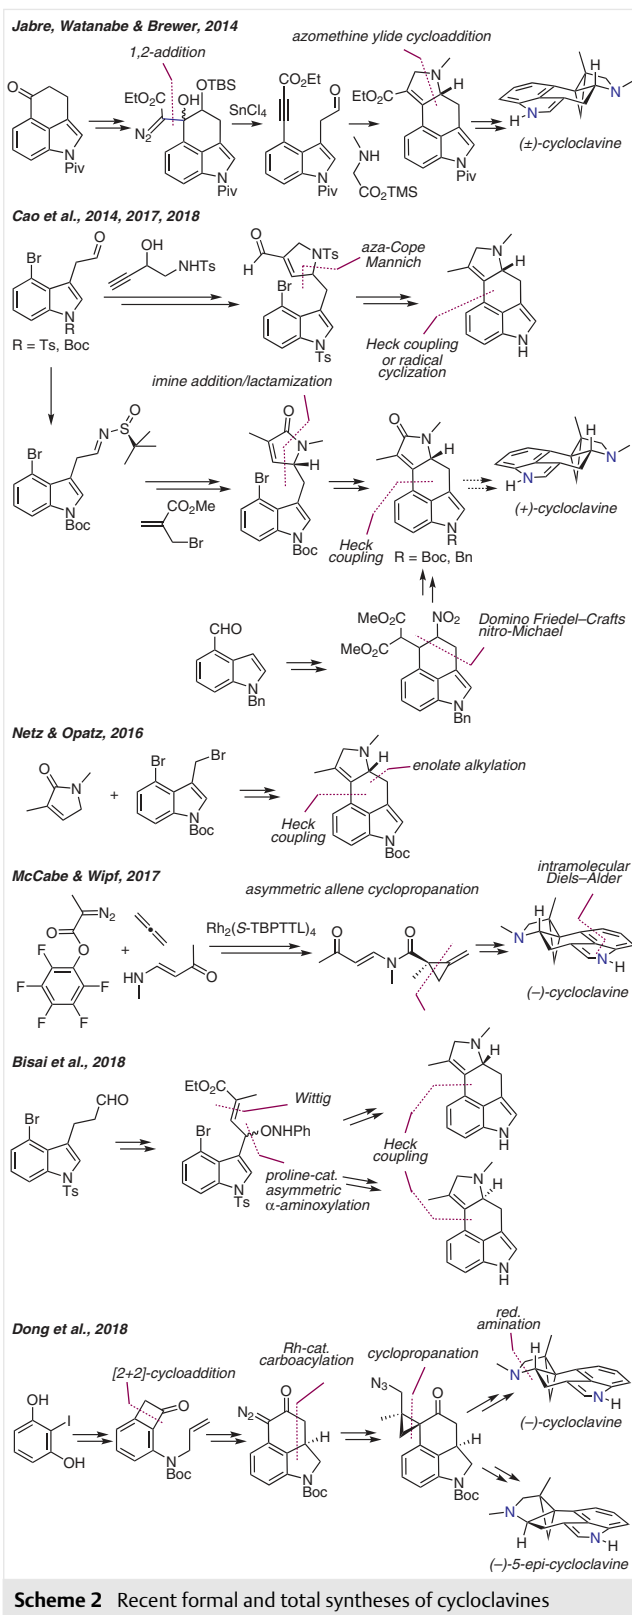 Jabre, Watanabe & Brewer, 2014
azomethine ylide cycloaddition
1,2-addition
O
N
Piv
EtO₂C
OH
OTBS
N₂
N
Piv
SnCl₄
CO₂Et
O
N
Piv
NH
CO₂TMS
EtO₂C
N
H
N
Piv
H
N
N
(±)-cycloclavine
Cao et al., 2014, 2017, 2018
Br
O
N
R
R = Ts, Boc
OH
NHTs
O
H
NTs
Br
N
Ts
aza-Cope
Mannich
N
H
N
H
Heck coupling
or radical
cyclization
imine addition/lactamization
Br
N
S
O
N
Boc
CO₂Me
Br
O
N
H
Br
N
Boc
O
N
H
N
R
Heck
coupling
R = Boc, Bn
H
N
N
H
(+)-cycloclavine
CHO
N
Bn
MeO₂C
NO₂
MeO₂C
N
Bn
Domino Friedel–Crafts
nitro-Michael
Netz & Opatz, 2016
O
N
+
Br
Br
N
Boc
N
H
N
Boc
enolate alkylation
Heck
coupling
McCabe & Wipf, 2017
asymmetric allene cyclopropanation
intramolecular
Diels–Alder
N₂
O
O
F
F
F
F
F
+
HN
O
Rh₂(S-TBPTTL)₄
O
N
O
H
N
N
H
(–)-cycloclavine
Bisai et al., 2018
Br
CHO
N
Ts
EtO₂C
Wittig
Br
ONHPh
N
Ts
proline-cat.
asymmetric
α-aminoxylation
N
H
N
H
Heck
coupling
N
H
N
H
Dong et al., 2018
OH
I
OH
[2+2]-cycloaddition
O
N
Boc
Rh-cat.
carboacylation
O
N₂
H
N
Boc
cyclopropanation
N₃
O
H
N
Boc
red.
amination
H
N
N
H
(–)-cycloclavine
N
H
N
H
(–)-5-epi-cycloclavine
Scheme 2 Recent formal and total syntheses of cycloclavines